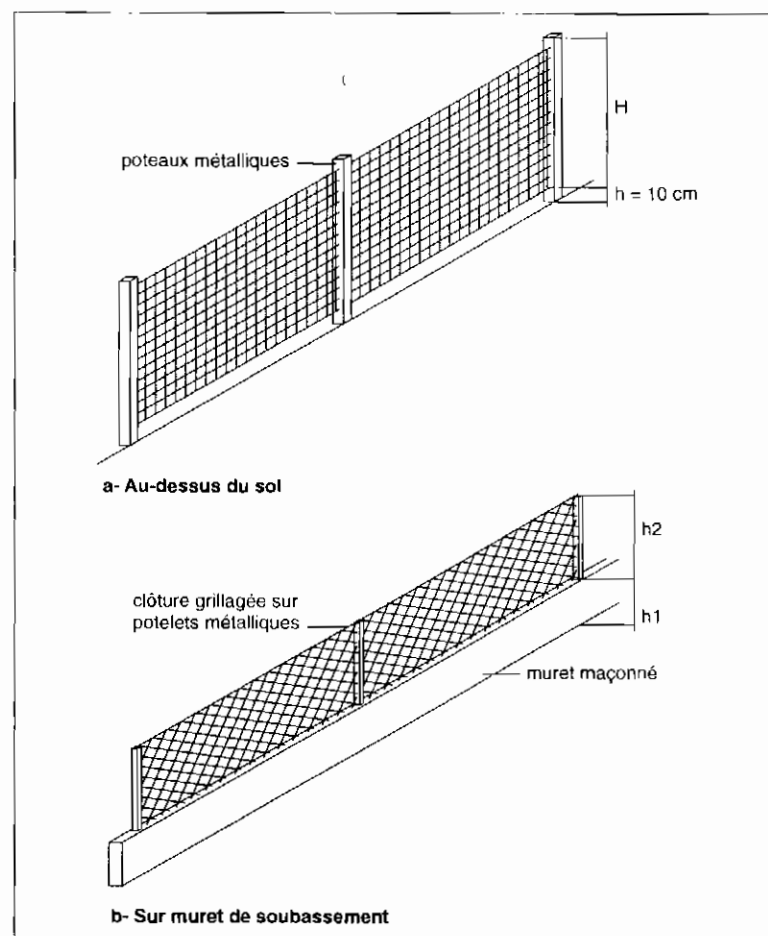 H
poteaux métalliques
h = 10 cm
a- Au-dessus du sol
h2
clôture grillagée sur
potelets métalliques
h1
muret maçonné
b- Sur muret de soubassement